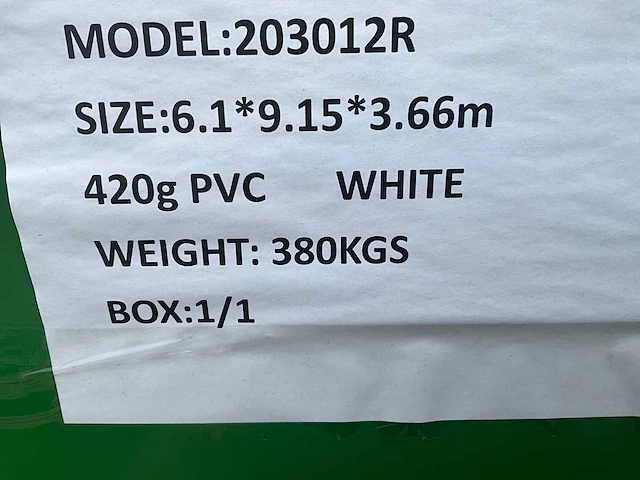 MODEL:203012R
SIZE:6.1*9.15*3.66m
420g PVC WHITE
WEIGHT: 380KGS
BOX:1/1